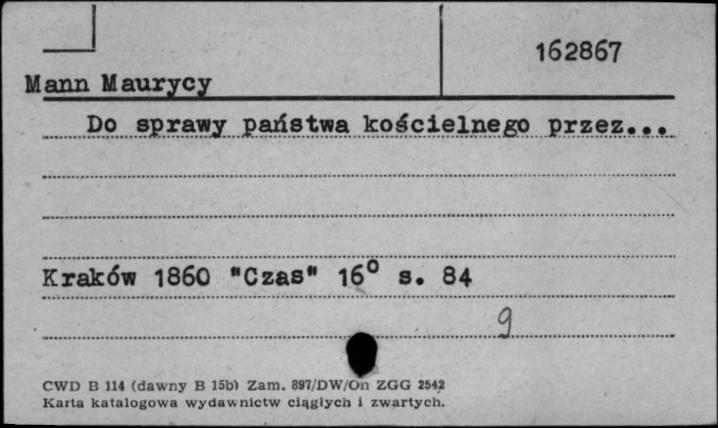 162867
Mann Maurycy
Do sprawy państwa kościelnego przez...
Kraków 1860 "Czas" 16° s. 84
9
CWD B 114 (dawny B 15b) Zam. 897/DW/On ZGG 2542
Karta katalogowa wydawnictw ciągłych i zwartych.